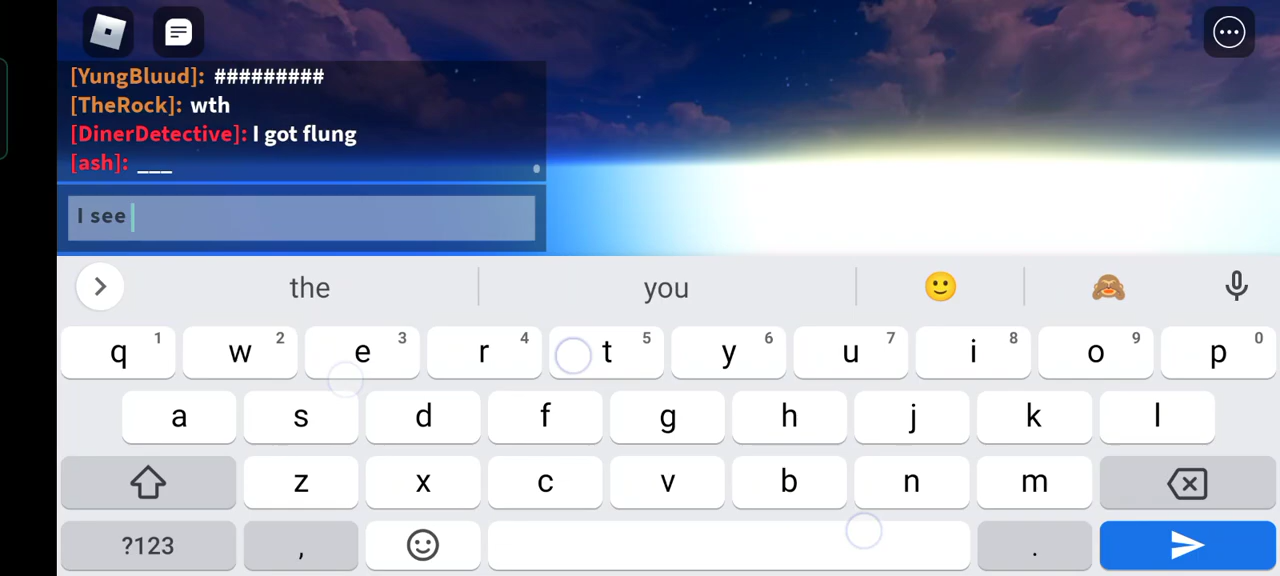 [YungBluud]: #########
[TheRock]: wth
[DinerDetective]: I got flung
[ash]: ___
I see
the you
q 1 w 2 e 3 r 4 t 5 y 6 u 7 i 8 o 9 p 0
a s d f g h j k l
z x c v b n m
?123 , .